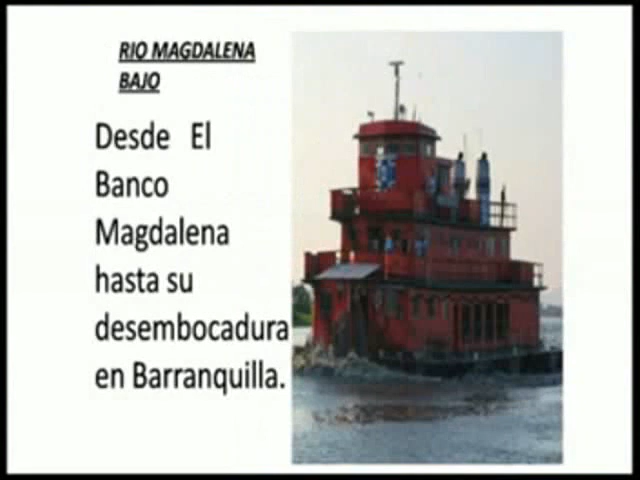 RIO MAGDALENA
BAJO
Desde El
Banco
Magdalena
hasta su
desembocadura
en Barranquilla.